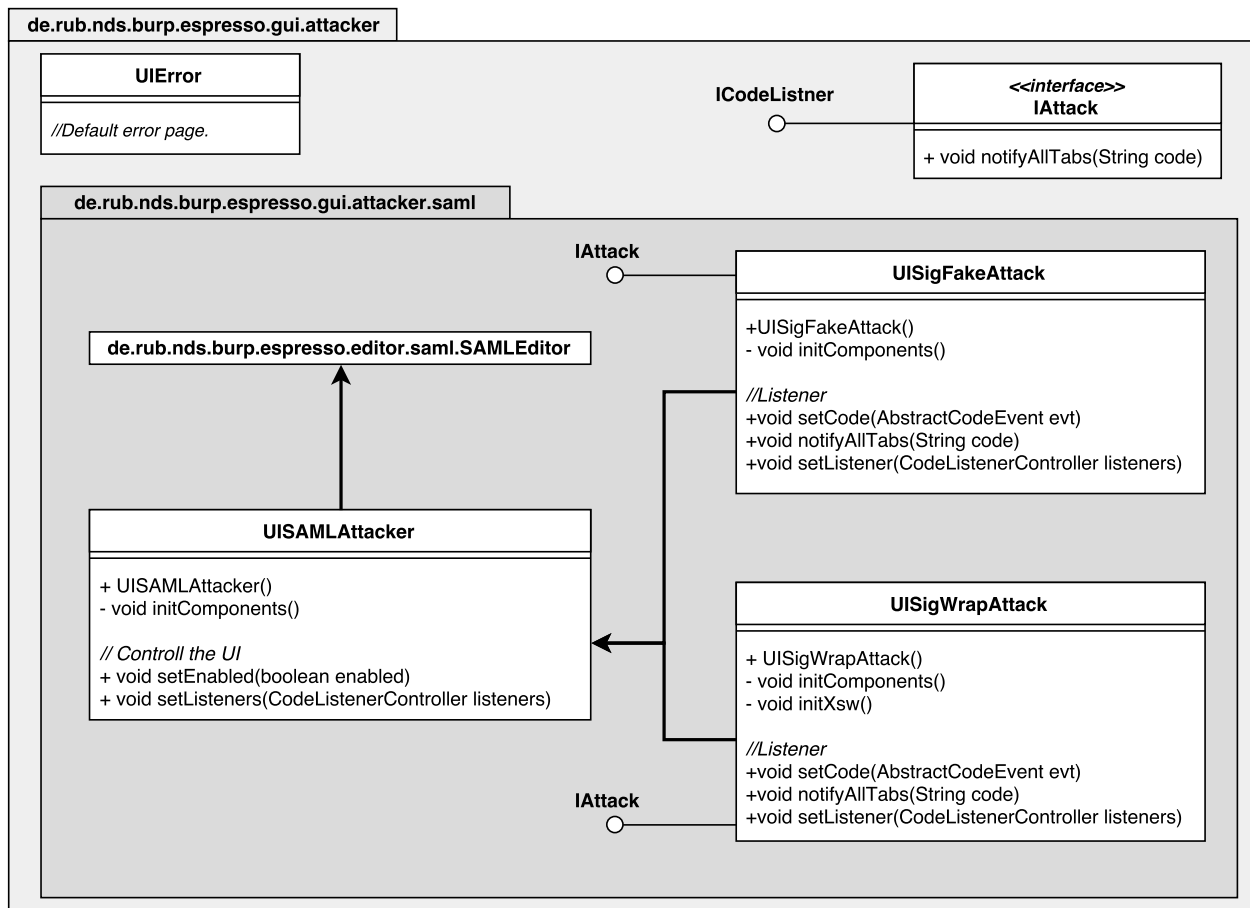 de.rub.nds.burp.espresso.gui.attacker
UIError
//Default error page.
ICodeListner
<<interface>>
IAttack
+ void notifyAllTabs(String code)
de.rub.nds.burp.espresso.gui.attacker.saml
IAttack
UISigFakeAttack
+UISigFakeAttack()
- void initComponents()
//Listener
+void setCode(AbstractCodeEvent evt)
+void notifyAllTabs(String code)
+void setListener(CodeListenerController listeners)
de.rub.nds.burp.espresso.editor.saml.SAMLEditor
UISAMLAttacker
+ UISAMLAttacker()
- void initComponents()
// Controll the UI
+ void setEnabled(boolean enabled)
+ void setListeners(CodeListenerController listeners)
UISigWrapAttack
+ UISigWrapAttack()
- void initComponents()
- void initXsw()
//Listener
+void setCode(AbstractCodeEvent evt)
+void notifyAllTabs(String code)
+void setListener(CodeListenerController listeners)
IAttack